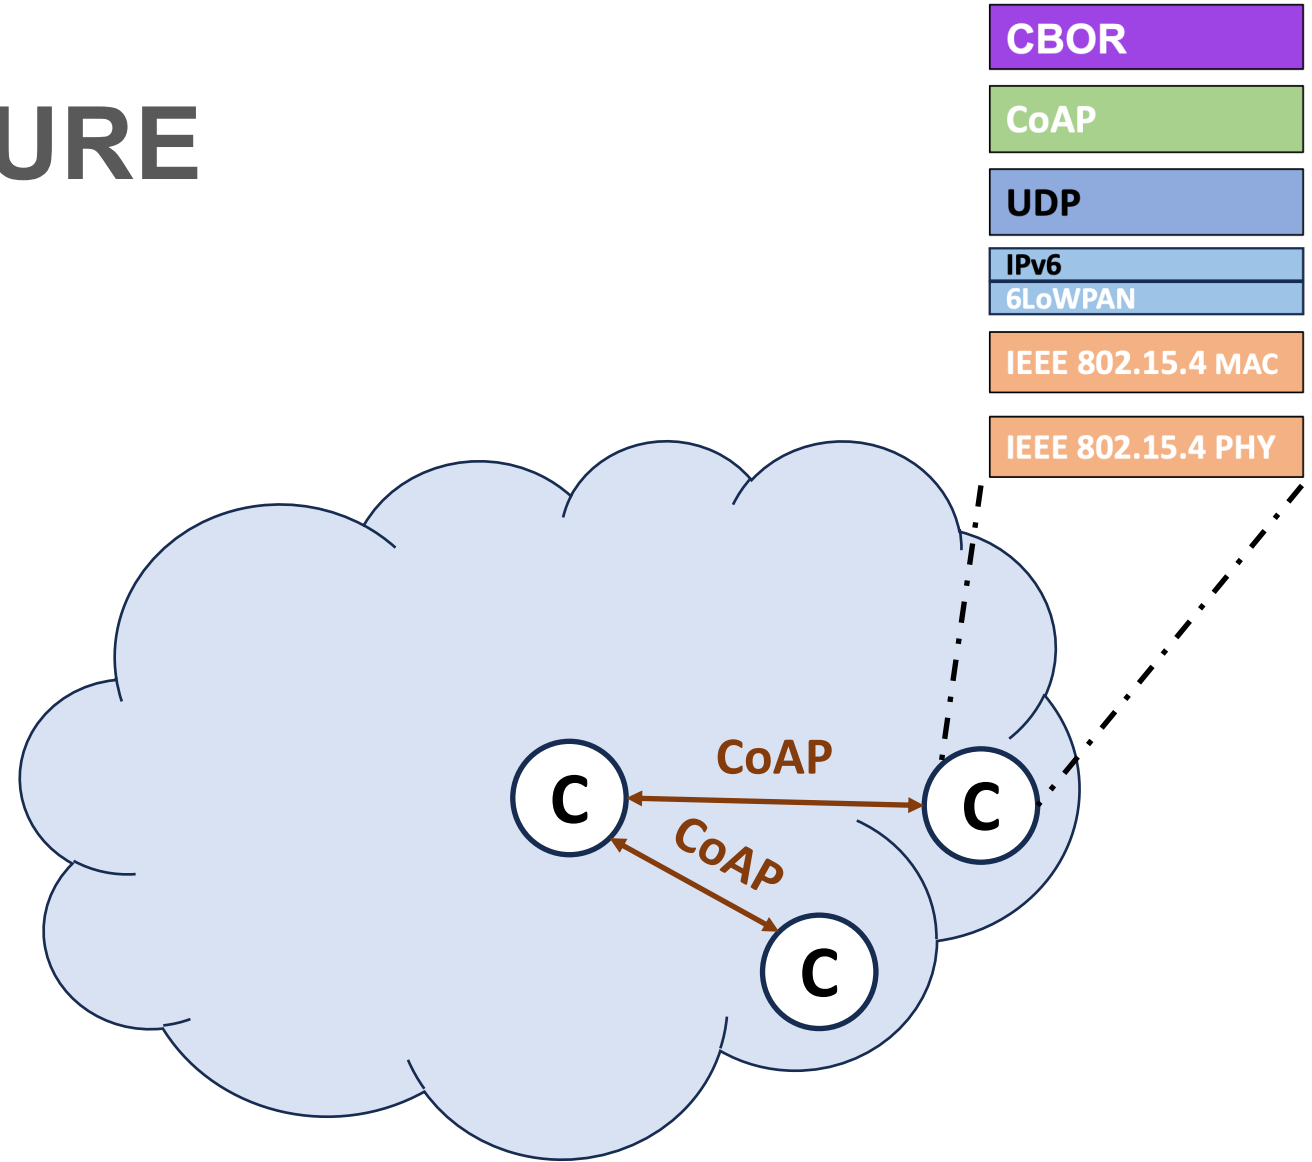 URE
CBOR
CoAP
UDP
IPv6
6LoWPAN
IEEE 802.15.4 MAC
IEEE 802.15.4 PHY
CoAP
C
C
CoAP
C